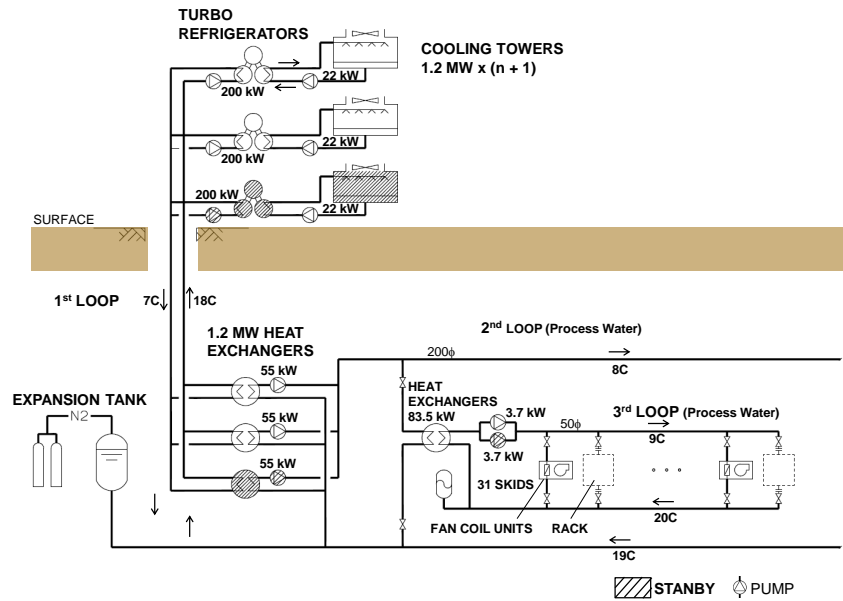 TURBO
REFRIGERATORS
COOLING TOWERS
1.2 MW x (n + 1)
22 kW
200 kW
22 kW
200 kW
200 kW
22 kW
SURFACE
1st LOOP
7C
18C
1.2 MW HEAT
EXCHANGERS
2nd LOOP (Process Water)
200ϕ
8C
55 kW
HEAT
EXCHANGERS
83.5 kW
3.7 kW
3rd LOOP (Process Water)
50ϕ
9C
EXPANSION TANK
N2
55 kW
3.7 kW
55 kW
31 SKIDS
FAN COIL UNITS
RACK
20C
19C
STANBY
PUMP